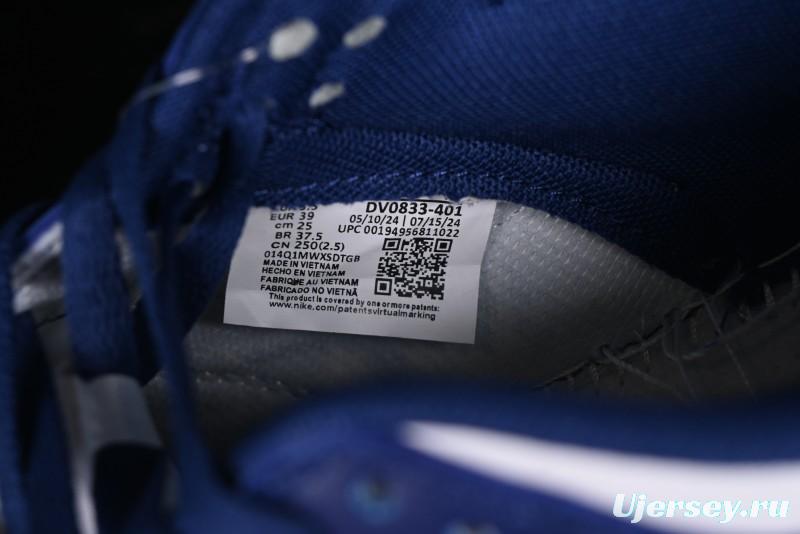 DV0833-401
EUR 39
05/10/24 | 07/15/24
cm 25
UPC 00194956811022
BR 37.5
CN 250(2.5)
014Q1MWXSDTGB
MADE IN VIETNAM
HECHO EN VIETNAM
FABRIQUE AU VIETNAM
FABRICADO NO VIETNÃ
This product is covered by one or more patents:
www.nike.com/patentsvirtualmarking
Ujersey.ru